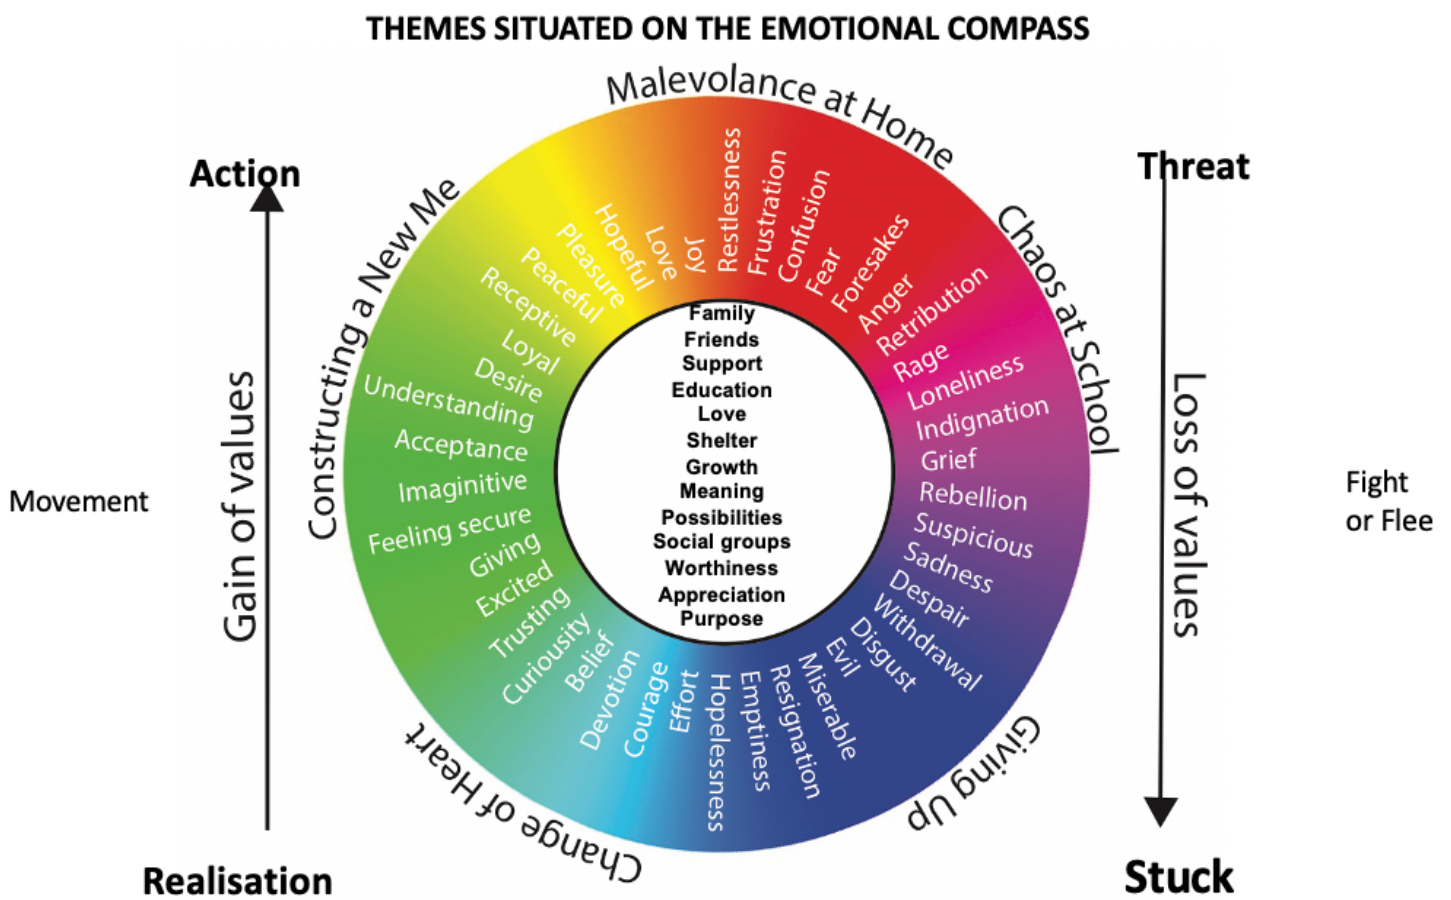 THEMES SITUATED ON THE EMOTIONAL COMPASS
Malevolance at Home
Chaos at School
Giving Up
Change of Heart
Constructing a New Me
Action
Gain of values
Realisation
Movement
Threat
Loss of values
Stuck
Fight
or Flee
Restlessness
Frustration
Confusion
Fear
Foresakes
Anger
Retribution
Rage
Loneliness
Indignation
Grief
Rebellion
Suspicious
Sadness
Despair
Withdrawal
Disgust
Evil
Miserable
Resignation
Emptiness
Hopelessness
Effort
Courage
Devotion
Belief
Curiousity
Trusting
Excited
Giving
Feeling secure
Imaginitive
Acceptance
Understanding
Desire
Loyal
Receptive
Peaceful
Pleasure
Hopeful
Love
Joy
Family
Friends
Support
Education
Love
Shelter
Growth
Meaning
Possibilities
Social groups
Worthiness
Appreciation
Purpose